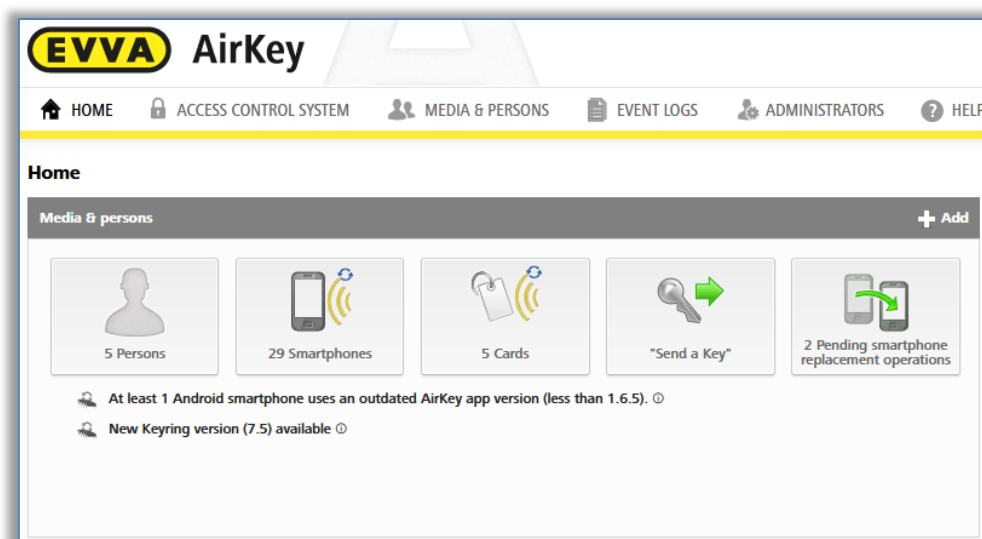 EVVA AirKey
HOME ACCESS CONTROL SYSTEM MEDIA & PERSONS EVENT LOGS ADMINISTRATORS HELP
Home
Media & persons Add
5 Persons 29 Smartphones 5 Cards "Send a Key" 2 Pending smartphone
replacement operations
At least 1 Android smartphone uses an outdated AirKey app version (less than 1.6.5).
New Keyring version (7.5) available